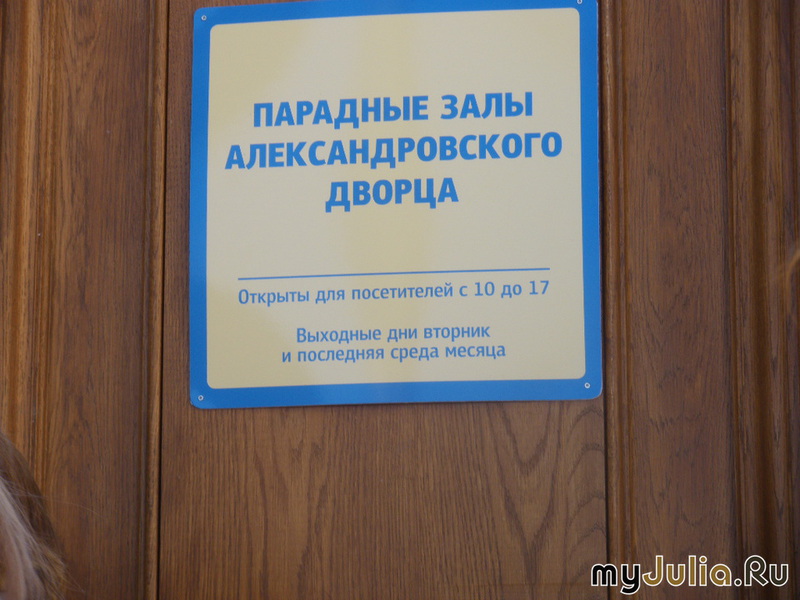 ПАРАДНЫЕ ЗАЛЫ
АЛЕКСАНДРОВСКОГО
ДВОРЦА
Открыты для посетителей с 10 до 17
Выходные дни вторник
и последняя среда месяца
myJulia.Ru